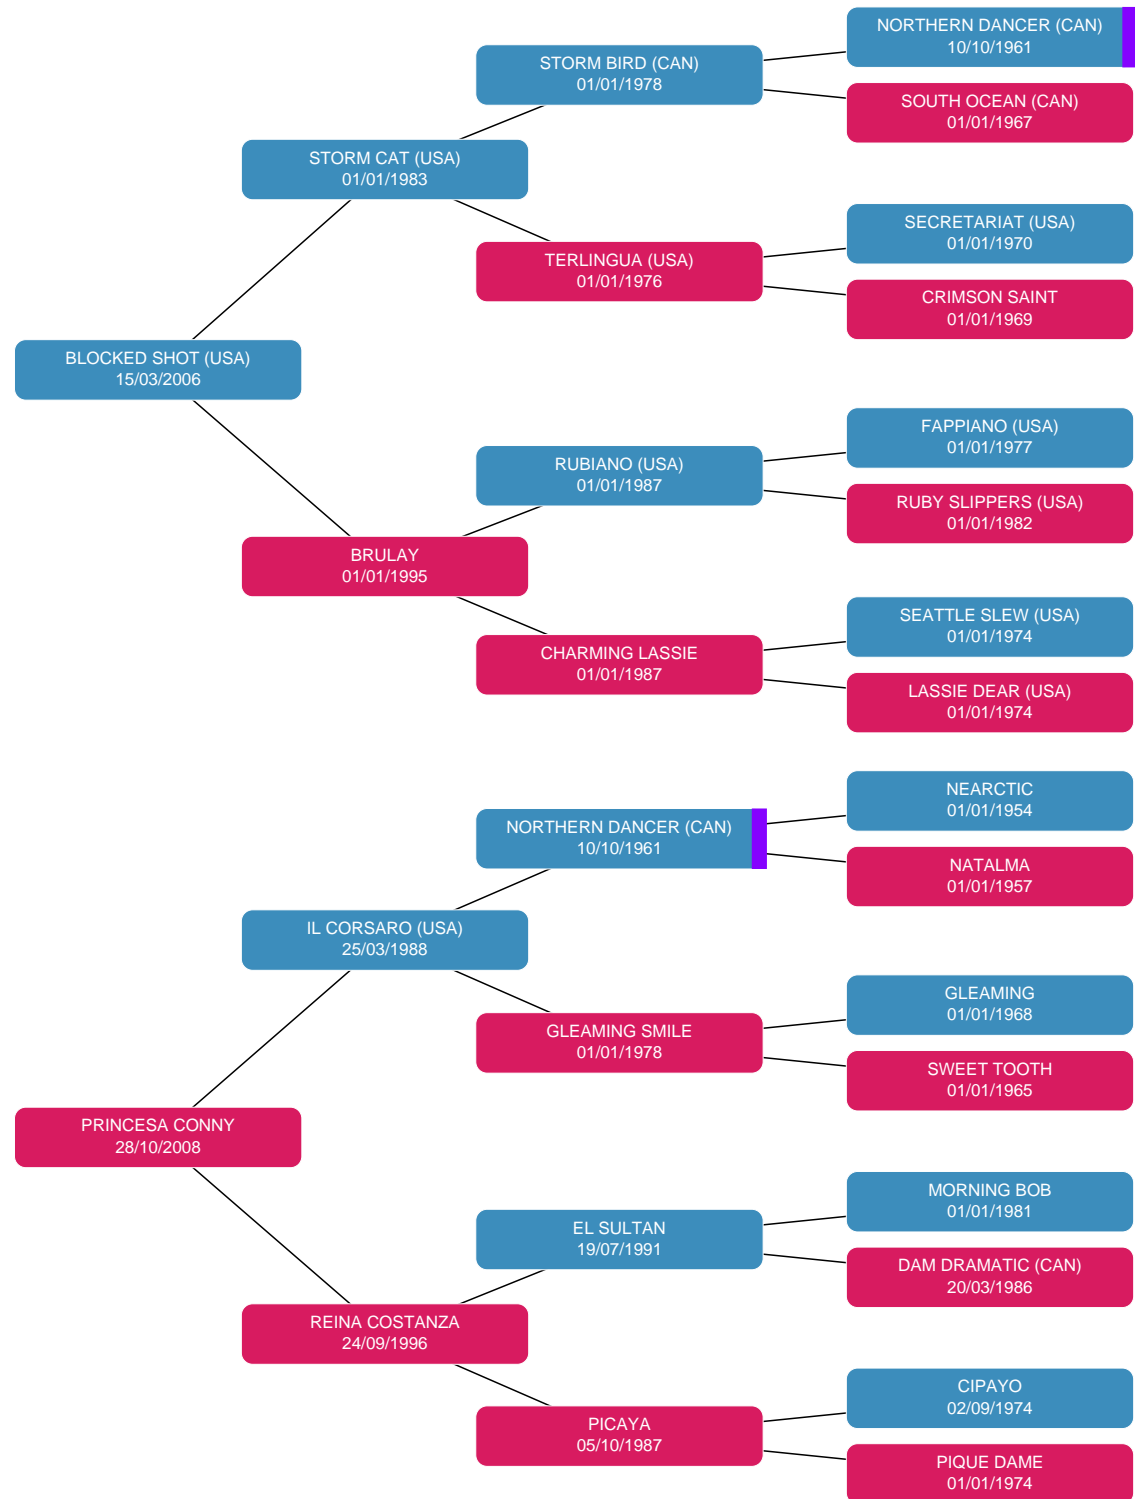 NORTHERN DANCER (CAN)
10/10/1961
STORM BIRD (CAN)
01/01/1978
SOUTH OCEAN (CAN)
01/01/1967
STORM CAT (USA)
01/01/1983
SECRETARIAT (USA)
01/01/1970
TERLINGUA (USA)
01/01/1976
CRIMSON SAINT
01/01/1969
BLOCKED SHOT (USA)
15/03/2006
FAPPIANO (USA)
01/01/1977
RUBIANO (USA)
01/01/1987
RUBY SLIPPERS (USA)
01/01/1982
BRULAY
01/01/1995
SEATTLE SLEW (USA)
01/01/1974
CHARMING LASSIE
01/01/1987
LASSIE DEAR (USA)
01/01/1974
NEARCTIC
01/01/1954
NORTHERN DANCER (CAN)
10/10/1961
NATALMA
01/01/1957
IL CORSARO (USA)
25/03/1988
GLEAMING
01/01/1968
GLEAMING SMILE
01/01/1978
SWEET TOOTH
01/01/1965
PRINCESA CONNY
28/10/2008
MORNING BOB
01/01/1981
EL SULTAN
19/07/1991
DAM DRAMATIC (CAN)
20/03/1986
REINA COSTANZA
24/09/1996
CIPAYO
02/09/1974
PICAYA
05/10/1987
PIQUE DAME
01/01/1974